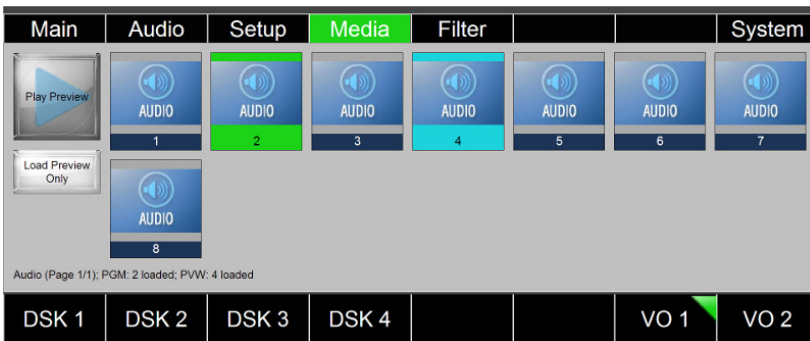 Main Audio Setup Media Filter System
Play Preview
AUDIO AUDIO AUDIO AUDIO AUDIO AUDIO AUDIO
1 2 3 4 5 6 7
Load Preview
Only
AUDIO
8
Audio (Page 1/1); PGM: 2 loaded; PVW: 4 loaded
DSK 1 DSK 2 DSK 3 DSK 4 VO 1 VO 2